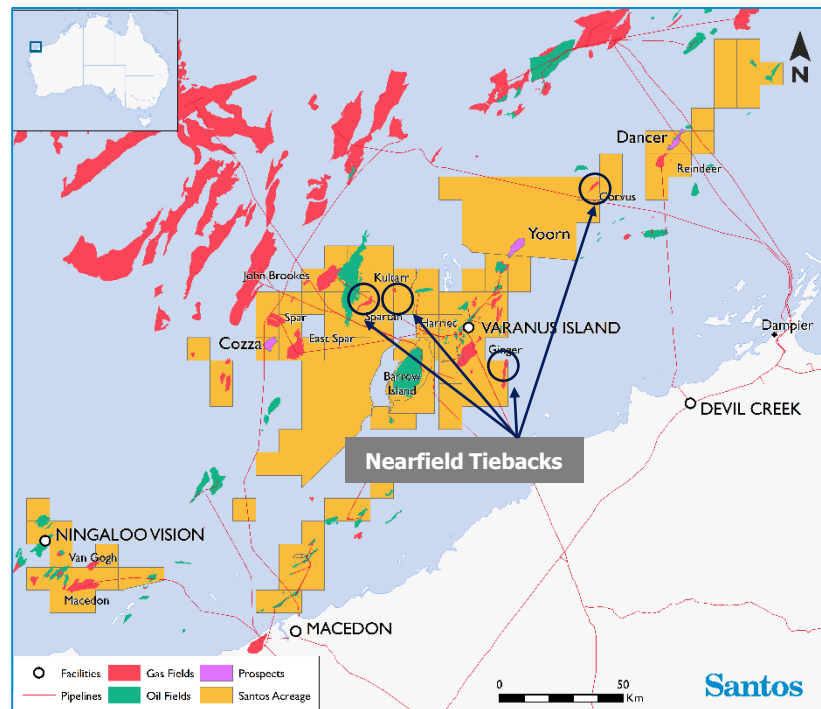 N
Dancer
Reindeer
Corvus
Yoorn
John Brookes
Kultarr
Spartan
Harriet
Spar
VARANUS ISLAND
East Spar
Cozza
Dampier
Ginger
Barrow
Island
DEVIL CREEK
Nearfield Tiebacks
NINGALOO VISION
Van Gogh
Macedon
MACEDON
Facilities
Gas Fields
Prospects
Pipelines
Oil Fields
Santos Acreage
0
50
Km
Santos